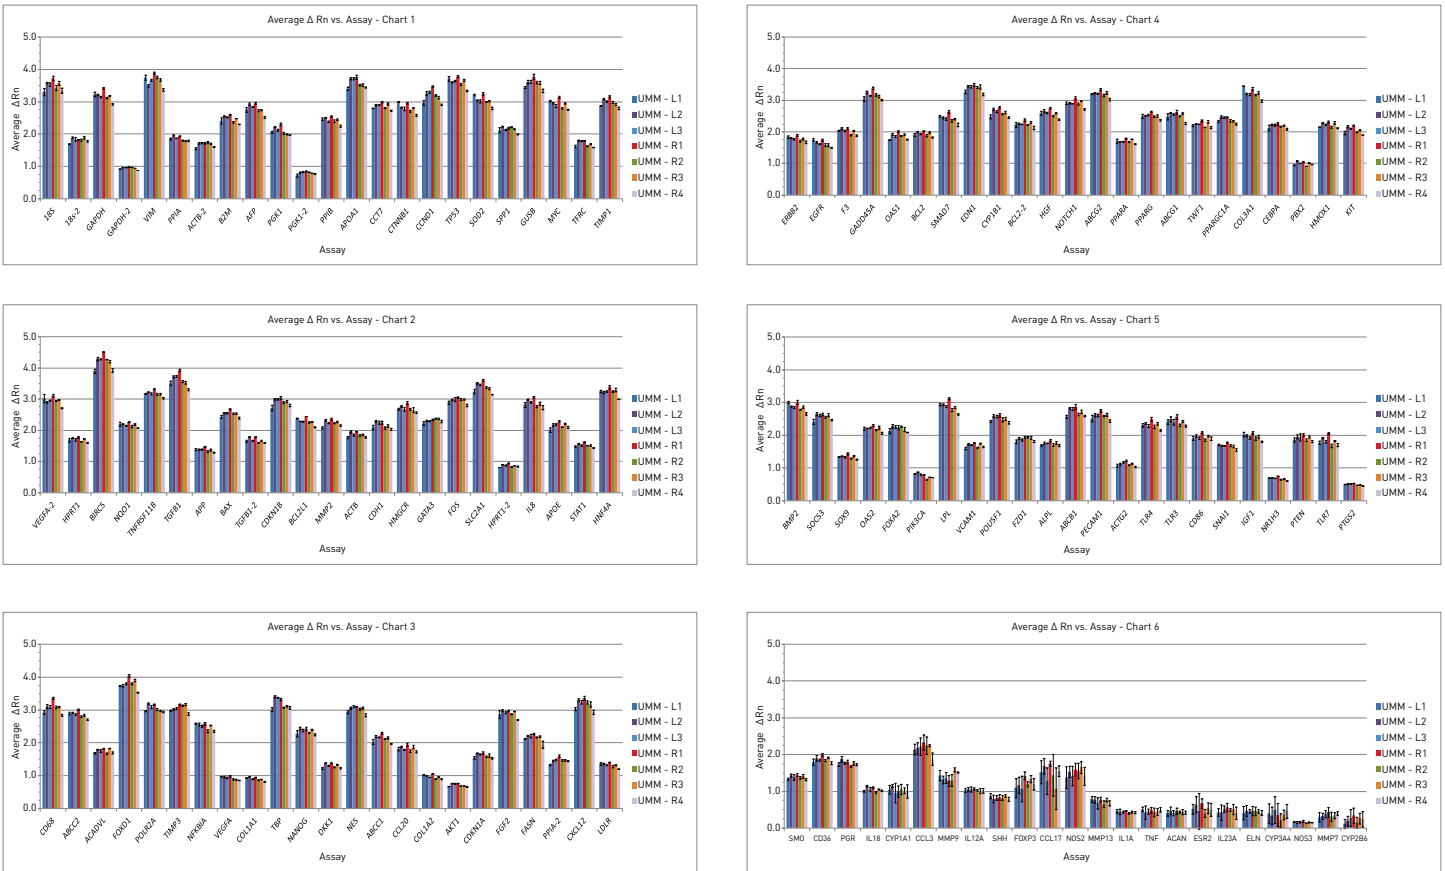 Average Δ Rn vs. Assay - Chart 1
5.0
4.0
3.0
2.0
1.0
0.0
Average ΔRn
18S 18s-2 GAPDH GAPDH-2 VIM PPIA ACTB-2 B2M AFP PGK1 PGK1-2 PPIB APOA1 CCT7 CTNNB1 CCND1 TP53 SOD2 SPP1 GUSB MYC TFRC TIMP1
Assay
UMM - L1
UMM - L2
UMM - L3
UMM - R1
UMM - R2
UMM - R3
UMM - R4
Average Δ Rn vs. Assay - Chart 4
5.0
4.0
3.0
2.0
1.0
0.0
Average ΔRn
ERBB2 EGFR F3 GADD45A OAS1 BCL2 SMAD7 EDN1 CYP1B1 BCL2-2 HGF NOTCH1 ABCG2 PPARA PPARG ABCG1 TWF1 PPARGC1A COL3A1 CEBPA PBX2 HMOX1 KIT
Assay
UMM - L1
UMM - L2
UMM - L3
UMM - R1
UMM - R2
UMM - R3
UMM - R4
Average Δ Rn vs. Assay - Chart 2
5.0
4.0
3.0
2.0
1.0
0.0
Average ΔRn
VEGFA-2 HPRT1 BIRC5 NQO1 TNFRSF11B TGFB1 APP BAX TGFB1-2 CDKN1B BCL2L1 MMP2 ACTB CDH1 HMGCR GATA3 FOS SLC2A1 HPRT1-2 IL8 APOE STAT1 HNF4A
Assay
UMM - L1
UMM - L2
UMM - L3
UMM - R1
UMM - R2
UMM - R3
UMM - R4
Average Δ Rn vs. Assay - Chart 5
5.0
4.0
3.0
2.0
1.0
0.0
Average ΔRn
BMP2 SOCS3 SOX9 OAS2 FOXA2 PIK3CA LPL VCAM1 POU5F1 FZD1 ALPL ABCB1 PECAM1 ACTG2 TLR4 TLR3 CD86 SNAI1 IGF1 NR1H3 PTEN TLR7 PTGS2
Assay
UMM - L1
UMM - L2
UMM - L3
UMM - R1
UMM - R2
UMM - R3
UMM - R4
Average Δ Rn vs. Assay - Chart 3
5.0
4.0
3.0
2.0
1.0
0.0
Average ΔRn
CD68 ABCC2 ACADVL FOXD1 POLR2A TIMP3 NFKBIA VEGFA COL1A1 TBP NANOG DKK1 NES ABCC1 CCL20 COL1A2 AKT1 CDKN1A FGF2 FASN PPIA-2 CXCL12 LDLR
Assay
UMM - L1
UMM - L2
UMM - L3
UMM - R1
UMM - R2
UMM - R3
UMM - R4
Average Δ Rn vs. Assay - Chart 6
5.0
4.0
3.0
2.0
1.0
0.0
Average ΔRn
SMO CD36 PGR IL18 CYP1A1 CCL3 MMP9 IL12A SHH FOXP3 CCL17 NOS2 MMP13 IL1A TNF ACAN ESR2 IL23A ELN CYP3A4 NOS3 MMP7 CYP2B6
Assay
UMM - L1
UMM - L2
UMM - L3
UMM - R1
UMM - R2
UMM - R3
UMM - R4